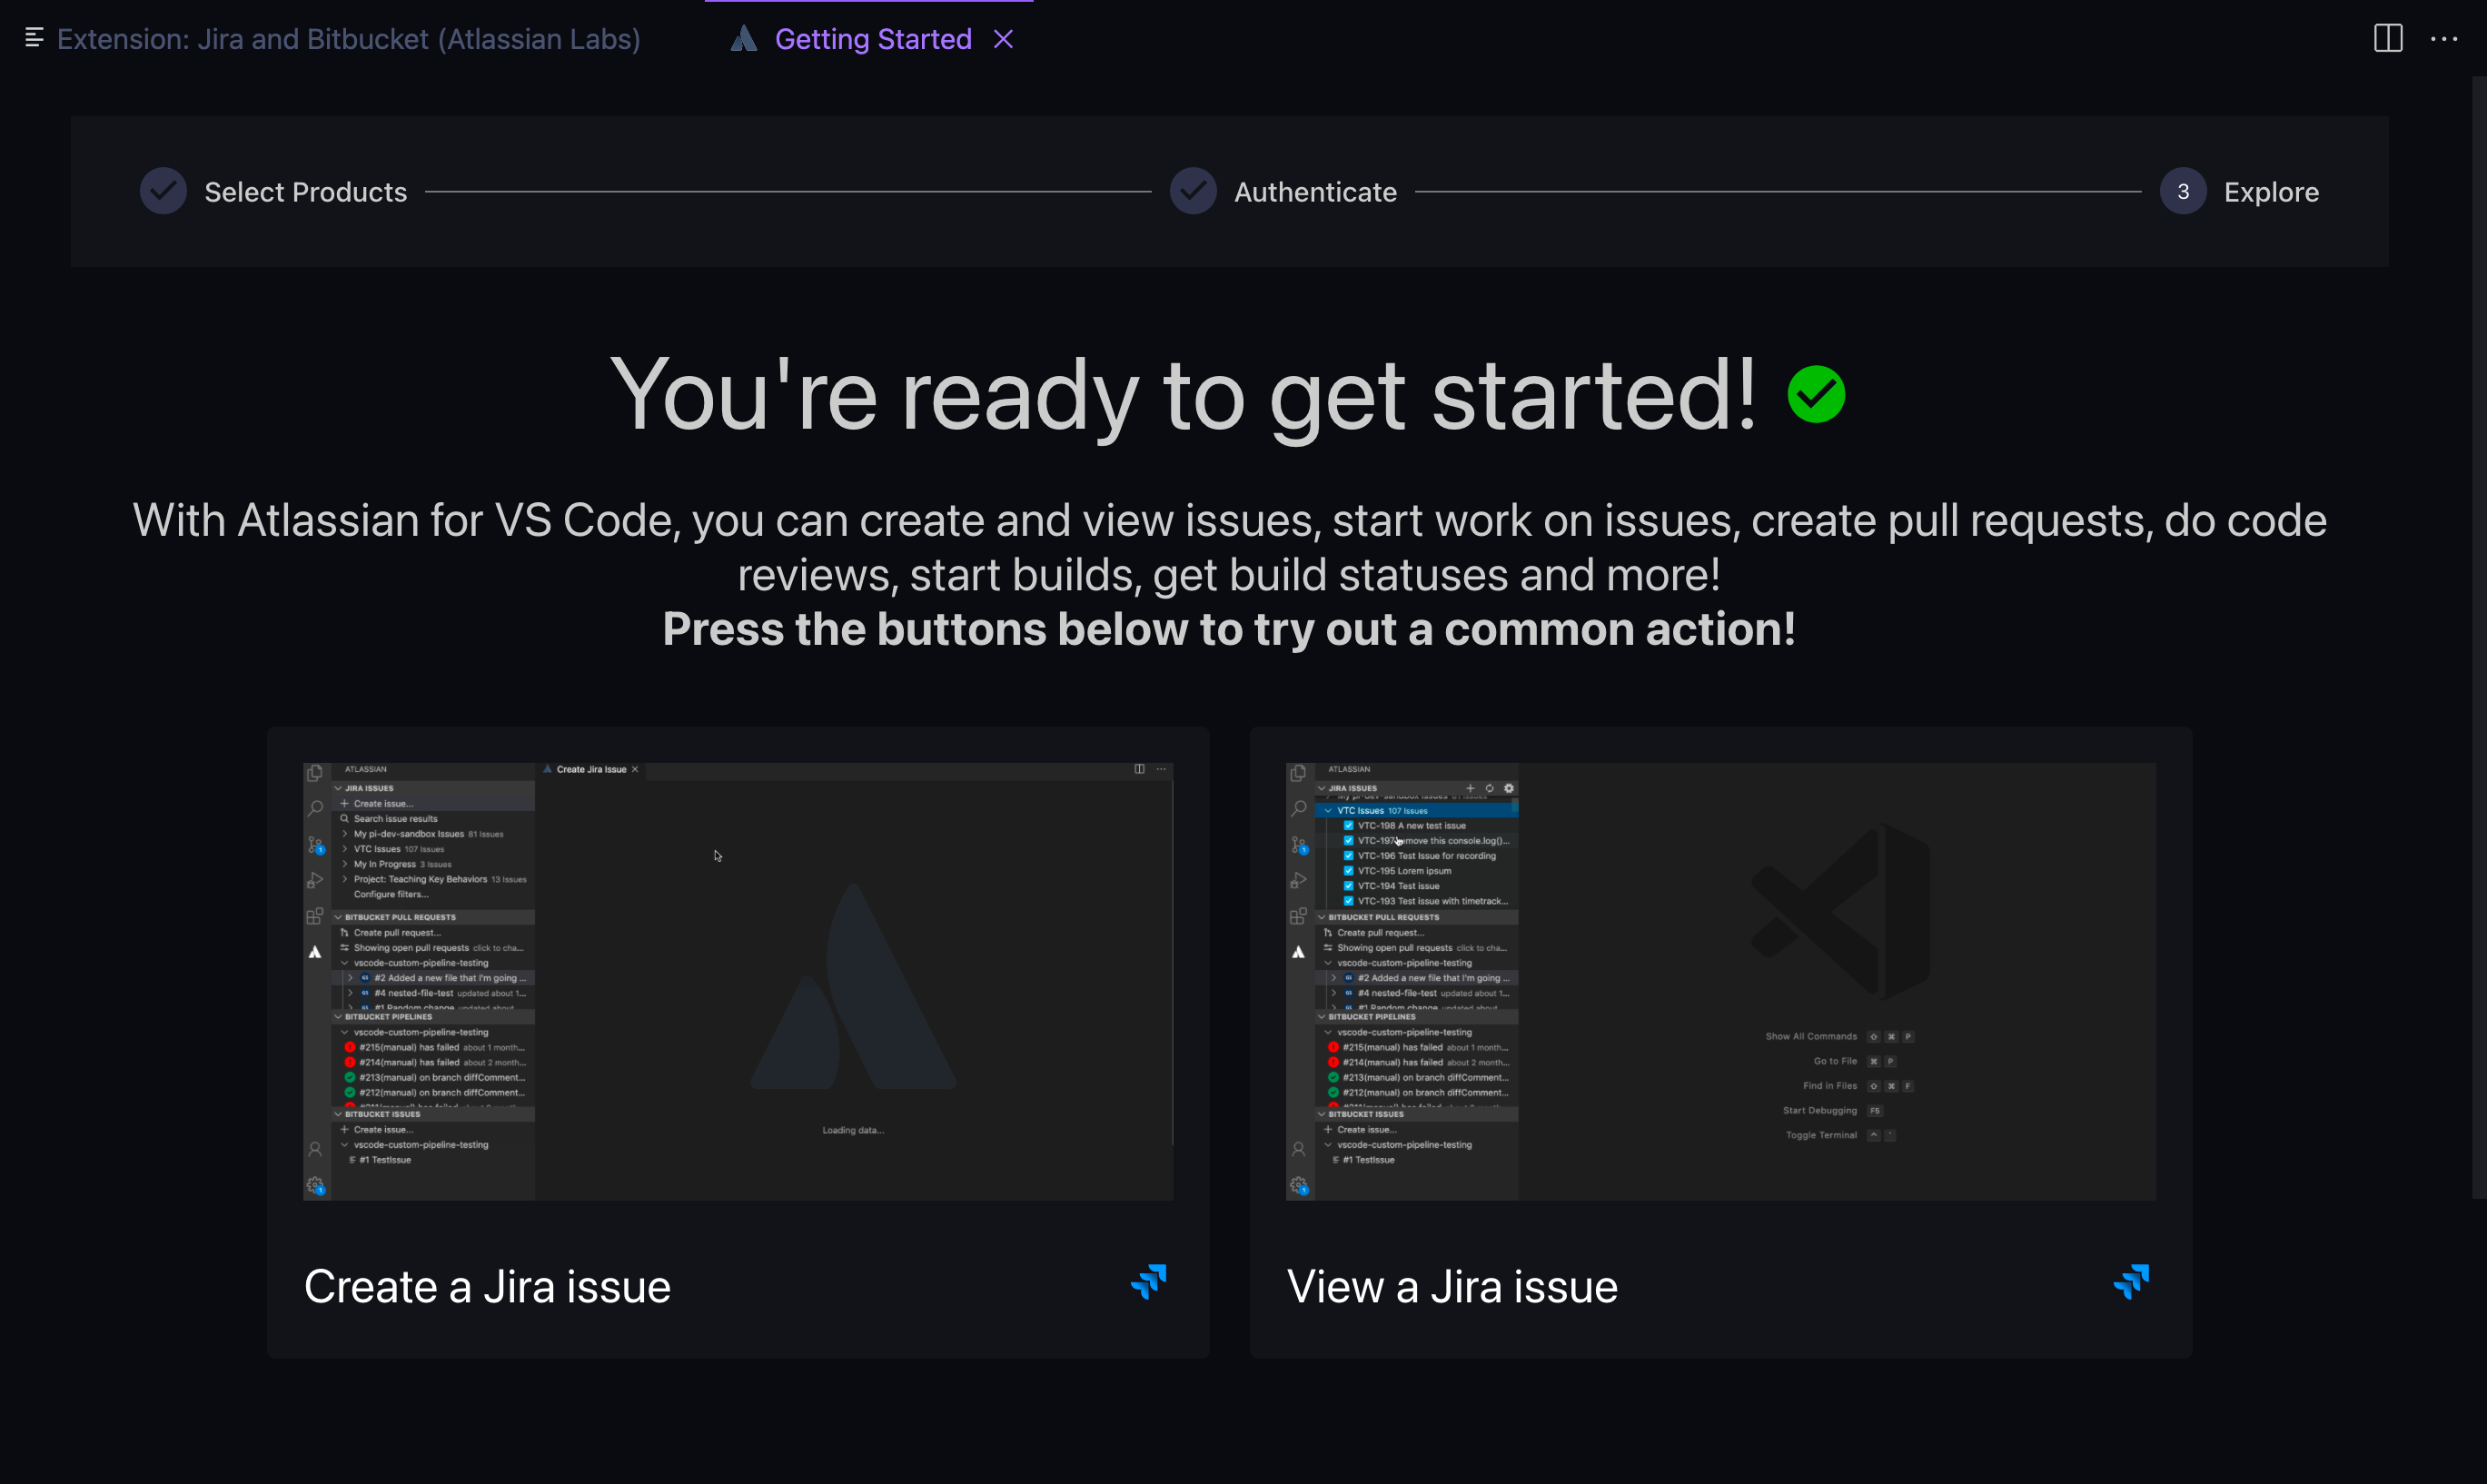 Extension: Jira and Bitbucket (Atlassian Labs)
Getting Started
Select Products
Authenticate
3 Explore
You're ready to get started!
With Atlassian for VS Code, you can create and view issues, start work on issues, create pull requests, do code
reviews, start builds, get build statuses and more!
Press the buttons below to try out a common action!
ATLASSIAN
Create Jira Issue
JIRA ISSUES
Create issue...
Search issue results
My pi-dev-sandbox Issues 81 Issues
VTC Issues 107 Issues
My In Progress 3 Issues
Project: Teaching Key Behaviors 13 Issues
Configure filters...
BITBUCKET PULL REQUESTS
Create pull request...
Showing open pull requests click to cha...
vscode-custom-pipeline-testing
#2 Added a new file that I'm going ...
#4 nested-file-test updated about 1...
#1 Random change updated about
BITBUCKET PIPELINES
vscode-custom-pipeline-testing
#215(manual) has failed about 1 month...
#214(manual) has failed about 2 month...
#213(manual) on branch diffComment...
#212(manual) on branch diffComment...
BITBUCKET ISSUES
Create issue...
vscode-custom-pipeline-testing
#1 TestIssue
Loading data...
Create a Jira issue
ATLASSIAN
JIRA ISSUES
My pi-dev-sandbox Issues 81 Issues
VTC Issues 107 Issues
VTC-198 A new test issue
VTC-197 remove this console.log()...
VTC-196 Test Issue for recording
VTC-195 Lorem ipsum
VTC-194 Test issue
VTC-193 Test issue with timetrack...
BITBUCKET PULL REQUESTS
Create pull request...
Showing open pull requests click to cha...
vscode-custom-pipeline-testing
#2 Added a new file that I'm going ...
#4 nested-file-test updated about 1...
#1 Random change updated about
BITBUCKET PIPELINES
vscode-custom-pipeline-testing
#215(manual) has failed about 1 month...
#214(manual) has failed about 2 month...
#213(manual) on branch diffComment...
#212(manual) on branch diffComment...
BITBUCKET ISSUES
Create issue...
vscode-custom-pipeline-testing
#1 TestIssue
Show All Commands ⇧ ⌘ P
Go to File ⌘ P
Find in Files ⇧ ⌘ F
Start Debugging F5
Toggle Terminal ^ `
View a Jira issue